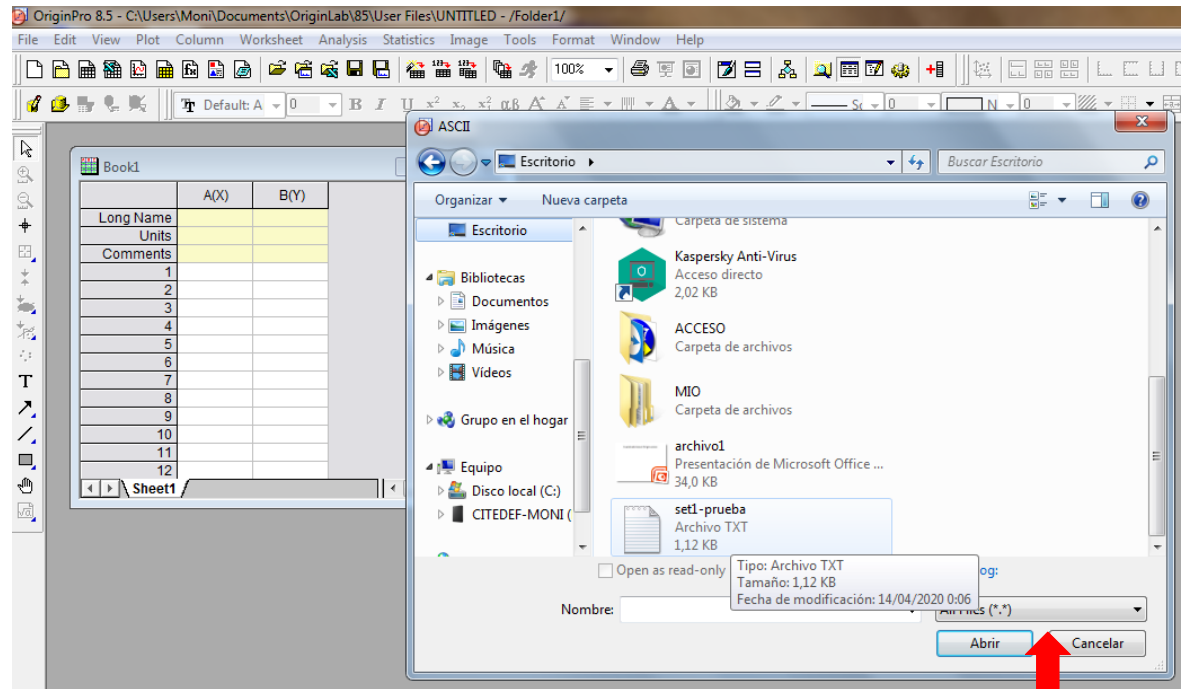 OriginPro 8.5 - C:\Users\Moni\Documents\OriginLab\85\User Files\UNTITLED - /Folder1/
File Edit View Plot Column Worksheet Analysis Statistics Image Tools Format Window Help
100%
Default: A 0 B I U αβ A A A 0 N 0
ASCII
Escritorio
Buscar Escritorio
Organizar Nueva carpeta
Book1
A(X) B(Y)
Long Name
Units
Comments
1
2
3
4
5
6
7
8
9
10
11
12
Sheet1
Escritorio
Bibliotecas
Documentos
Imágenes
Música
Vídeos
Grupo en el hogar
Equipo
Disco local (C:)
CITEDEF-MONI (
Carpeta de sistema
Kaspersky Anti-Virus
Acceso directo
2,02 KB
ACCESO
Carpeta de archivos
MIO
Carpeta de archivos
archivo1
Presentación de Microsoft Office ...
34,0 KB
set1-prueba
Archivo TXT
1,12 KB
Tipo: Archivo TXT
Tamaño: 1,12 KB
Fecha de modificación: 14/04/2020 0:06
Open as read-only
og:
Nombre:
All Files (*.*)
Abrir Cancelar